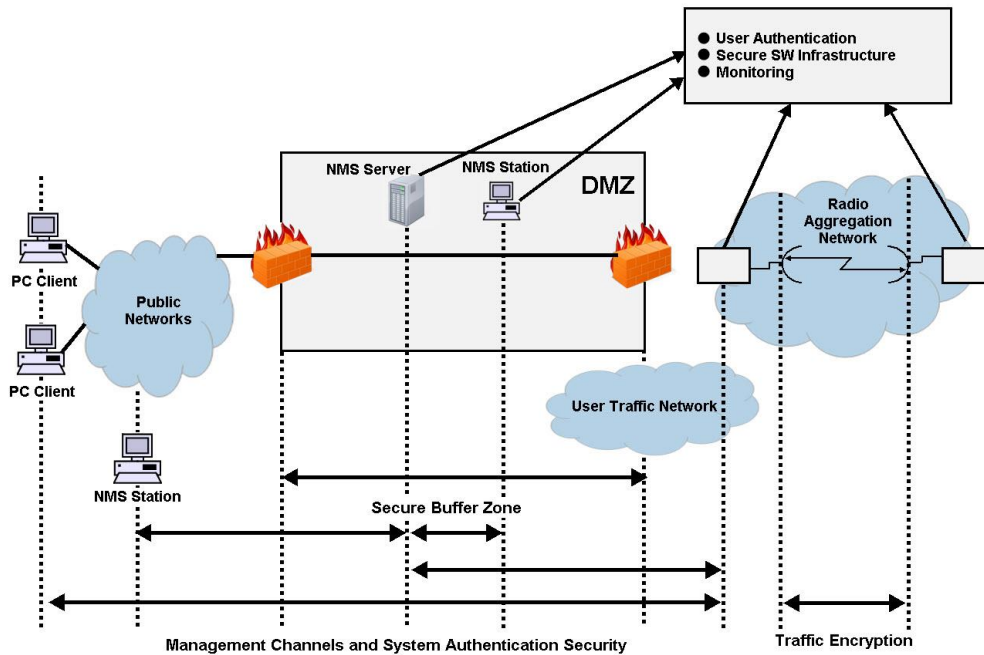 User Authentication
Secure SW Infrastructure
Monitoring
NMS Server
NMS Station
DMZ
Radio
Aggregation
Network
PC Client
Public
Networks
PC Client
User Traffic Network
NMS Station
Secure Buffer Zone
Management Channels and System Authentication Security
Traffic Encryption